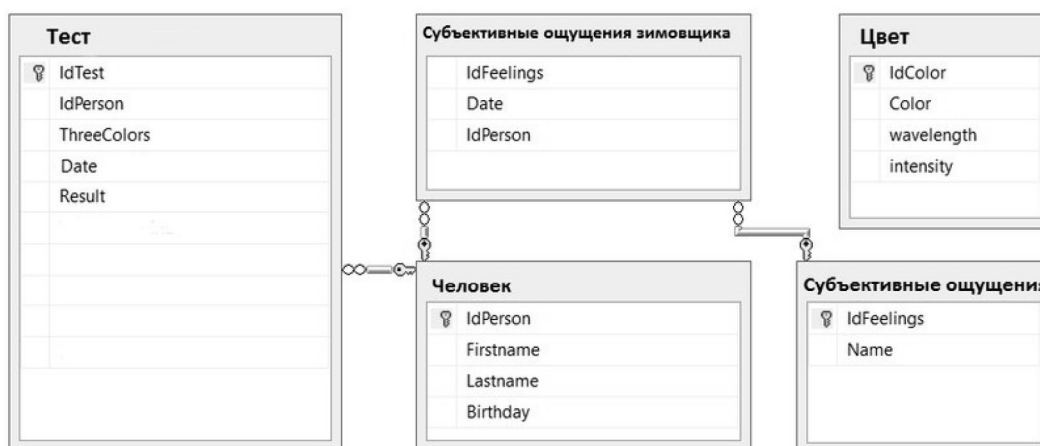 Тест
IdTest
IdPerson
ThreeColors
Date
Result
Субъективные ощущения зимовщика
IdFeelings
Date
IdPerson
Цвет
IdColor
Color
wavelength
intensity
Человек
IdPerson
Firstname
Lastname
Birthday
Субъективные ощущения
IdFeelings
Name